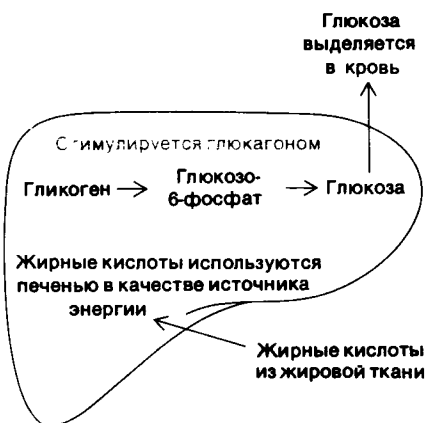 Глюкоза
выделяется
в кровь
Стимулируется глюкагоном
Гликоген → Глюкозо-
6-фосфат → Глюкоза
Жирные кислоты используются
печенью в качестве источника
энергии
Жирные кислоты
из жировой ткани